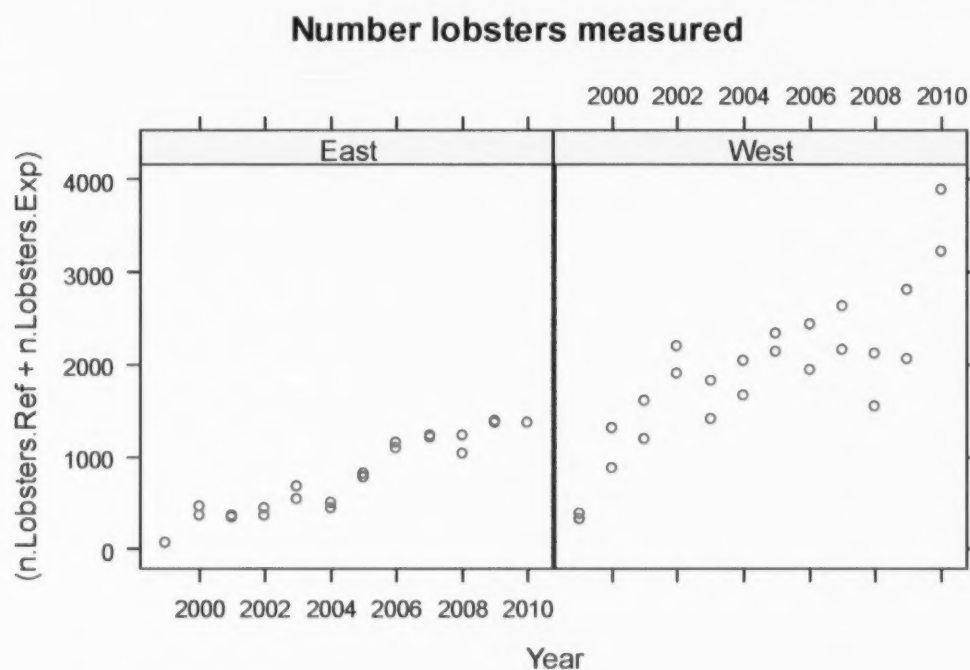 Number lobsters measured
2000 2002 2004 2006 2008 2010
East West
4000
3000
2000
1000
0
(n.Lobsters.Ref + n.Lobsters.Exp)
2000 2002 2004 2006 2008 2010
Year